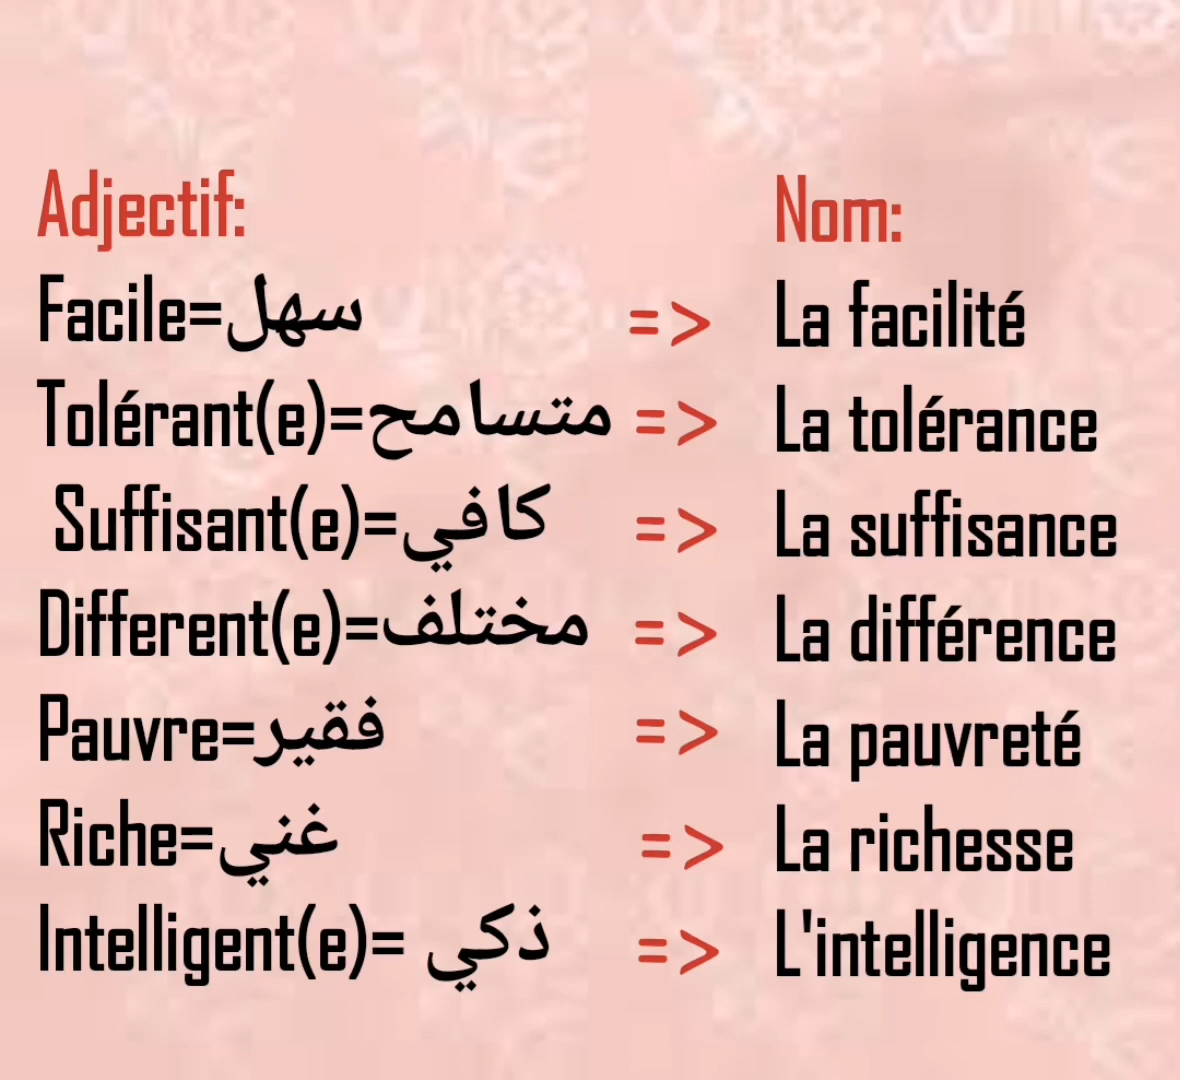 Adjectif: Nom:
Facile=سهل => La facilité
Tolérant(e)=متسامح => La tolérance
Suffisant(e)=كافي => La suffisance
Different(e)=مختلف => La différence
Pauvre=فقير => La pauvreté
Riche=غني => La richesse
Intelligent(e)= ذكي => L'intelligence